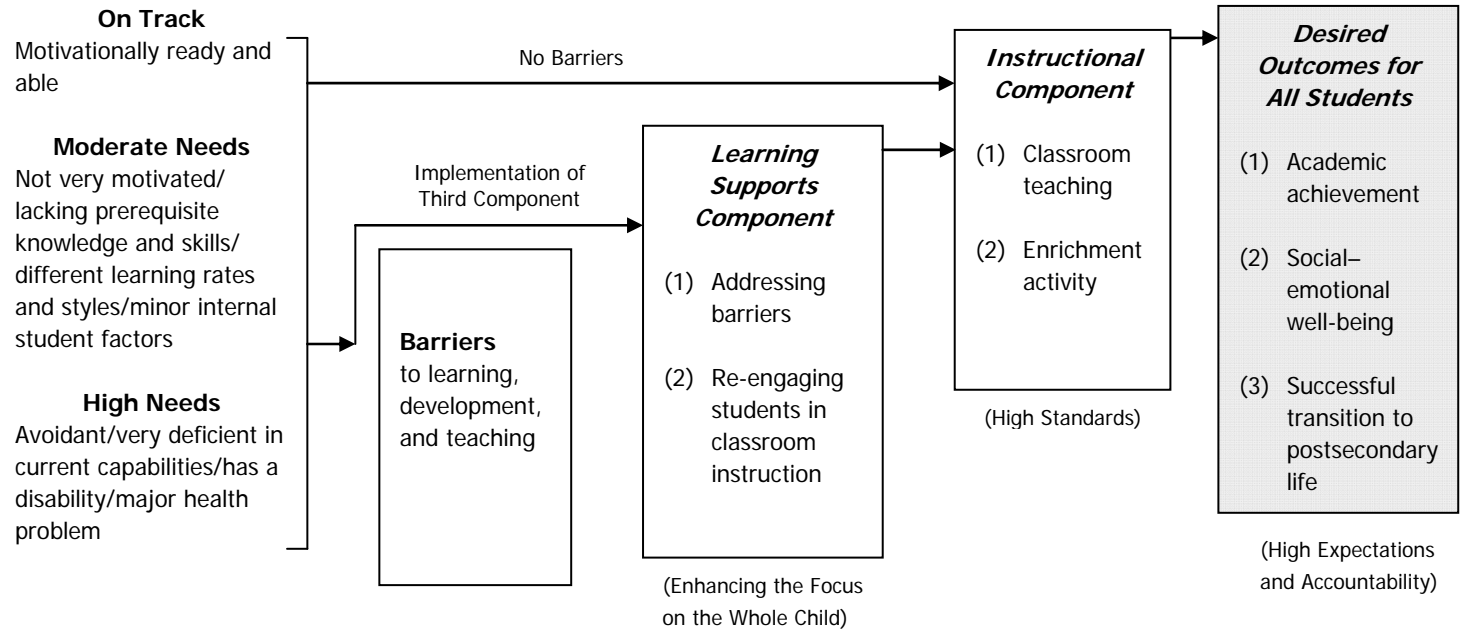 On Track
Motivationally ready and
able
Moderate Needs
Not very motivated/
lacking prerequisite
knowledge and skills/
different learning rates
and styles/minor internal
student factors
High Needs
Avoidant/very deficient in
current capabilities/has a
disability/major health
problem
No Barriers
Implementation of
Third Component
Barriers
to learning,
development,
and teaching
Learning
Supports
Component
(1) Addressing
barriers
(2) Re-engaging
students in
classroom
instruction
(Enhancing the Focus
on the Whole Child)
Instructional
Component
(1) Classroom
teaching
(2) Enrichment
activity
(High Standards)
Desired
Outcomes for
All Students
(1) Academic
achievement
(2) Social–
emotional
well-being
(3) Successful
transition to
postsecondary
life
(High Expectations
and Accountability)